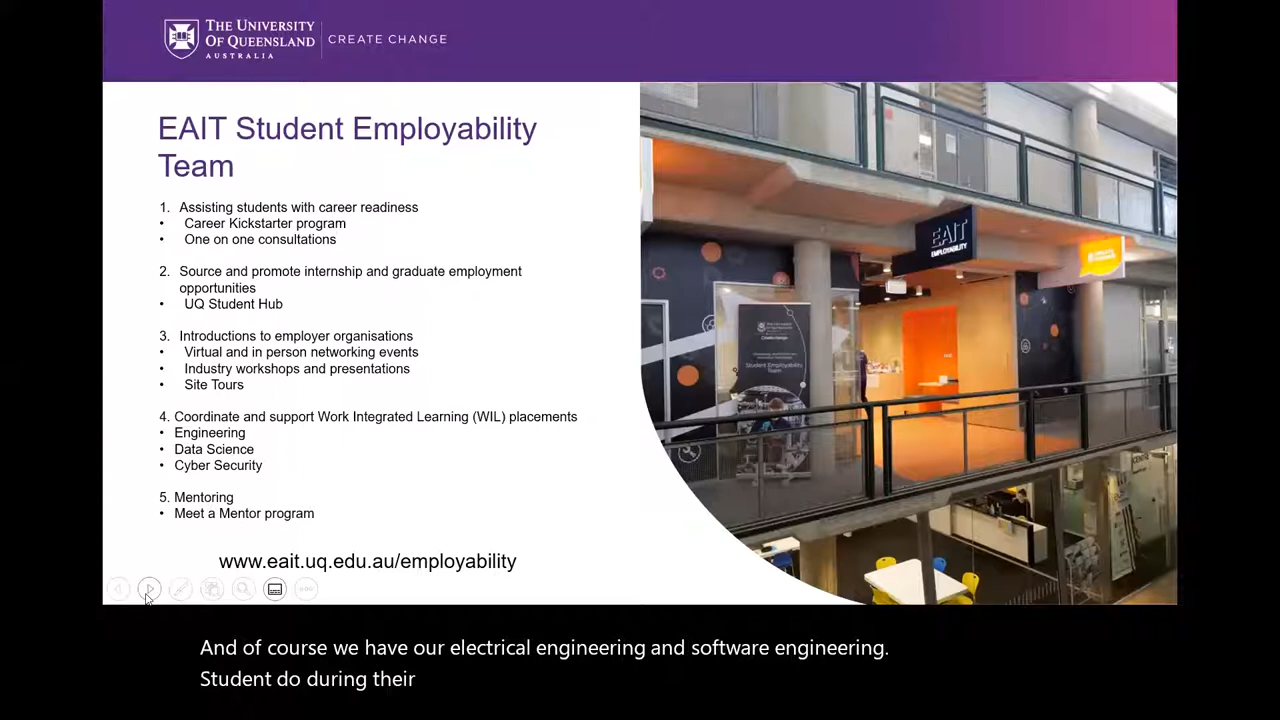 THE UNIVERSITY
OF QUEENSLAND
AUSTRALIA
CREATE CHANGE
EAIT Student Employability
Team
1. Assisting students with career readiness
• Career Kickstarter program
• One on one consultations
2. Source and promote internship and graduate employment
opportunities
• UQ Student Hub
3. Introductions to employer organisations
• Virtual and in person networking events
• Industry workshops and presentations
• Site Tours
4. Coordinate and support Work Integrated Learning (WIL) placements
• Engineering
• Data Science
• Cyber Security
5. Mentoring
• Meet a Mentor program
www.eait.uq.edu.au/employability
EAIT
EMPLOYABILITY
Student Employability
Team
And of course we have our electrical engineering and software engineering.
Student do during their